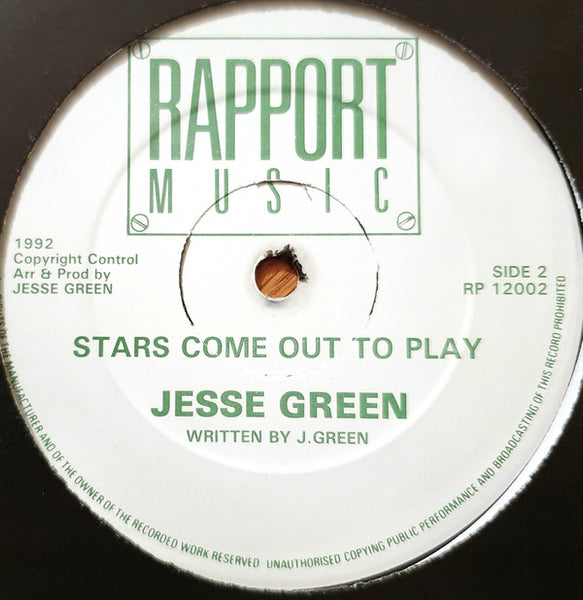 RAPPORT
MUSIC
1992
Copyright Control
Arr & Prod by
JESSE GREEN
SIDE 2
RP 12002
STARS COME OUT TO PLAY
JESSE GREEN
WRITTEN BY J.GREEN
OF THE MANUFACTURER AND OF THE OWNER OF THE RECORDED WORK RESERVED UNAUTHORISED COPYING PUBLIC PERFORMANCE AND BROADCASTING OF THIS RECORD PROHIBITED